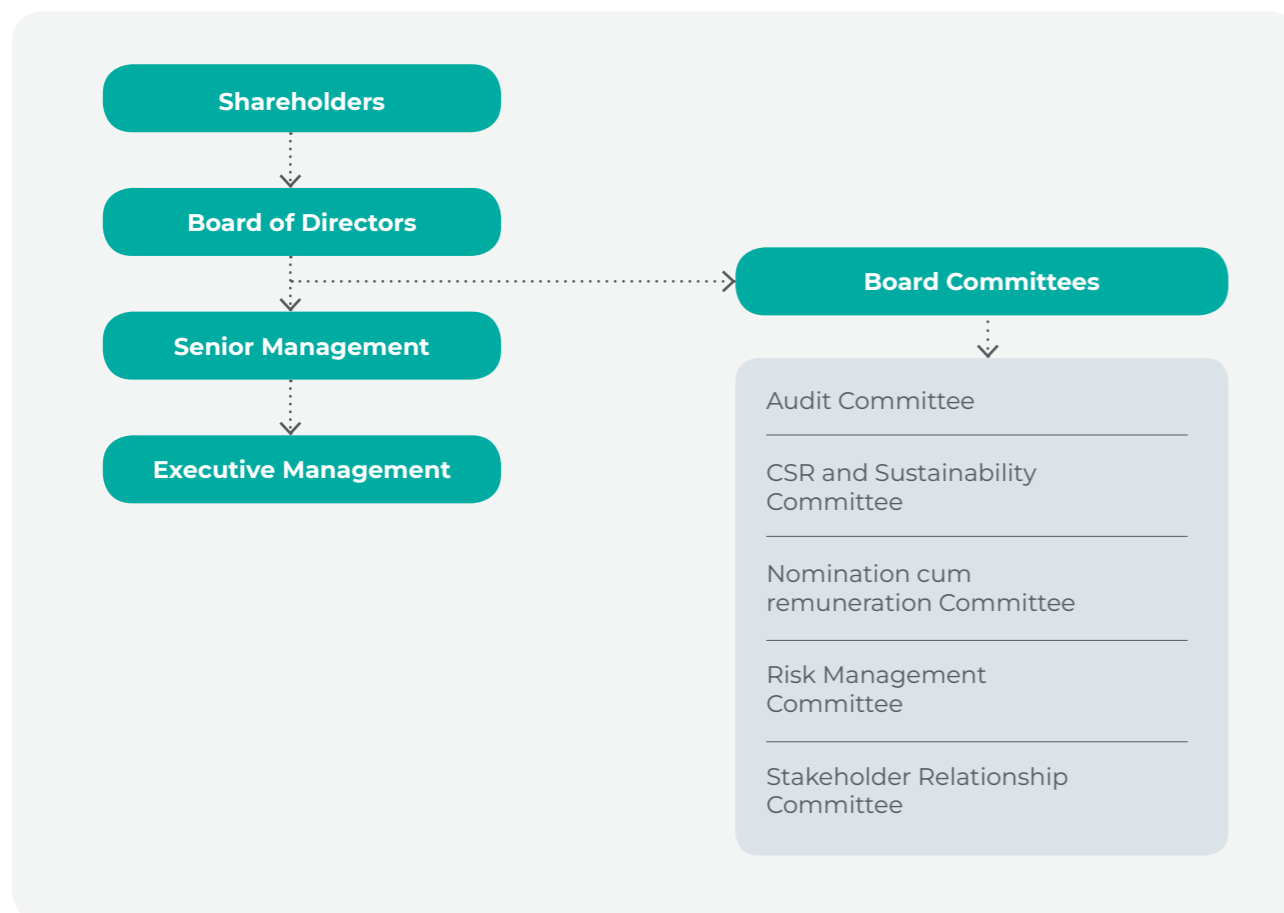 Shareholders
Board of Directors
Senior Management
Executive Management
Board Committees
Audit Committee
CSR and Sustainability
Committee
Nomination cum
remuneration Committee
Risk Management
Committee
Stakeholder Relationship
Committee